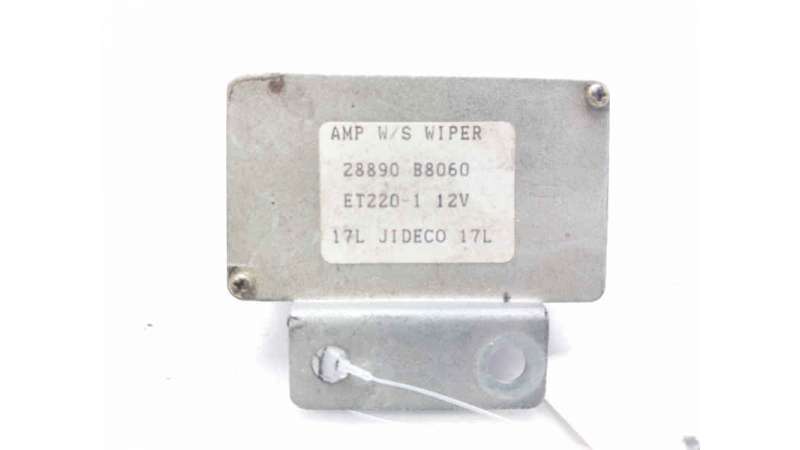 AMP W/S WIPER
28890 B8060
ET220-1 12V
17L JIDECO 17L